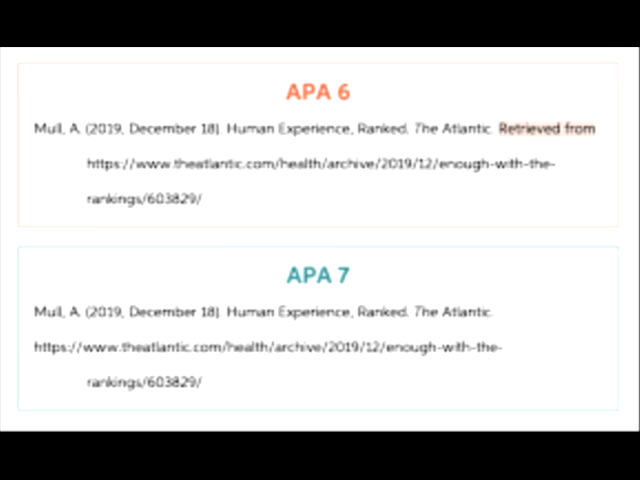 APA 6
Mull, A. (2019, December 18). Human Experience, Ranked. The Atlantic. Retrieved from
https://www.theatlantic.com/health/archive/2019/12/enough-with-the-
rankings/603829/
APA 7
Mull, A. (2019, December 18). Human Experience, Ranked. The Atlantic.
https://www.theatlantic.com/health/archive/2019/12/enough-with-the-
rankings/603829/